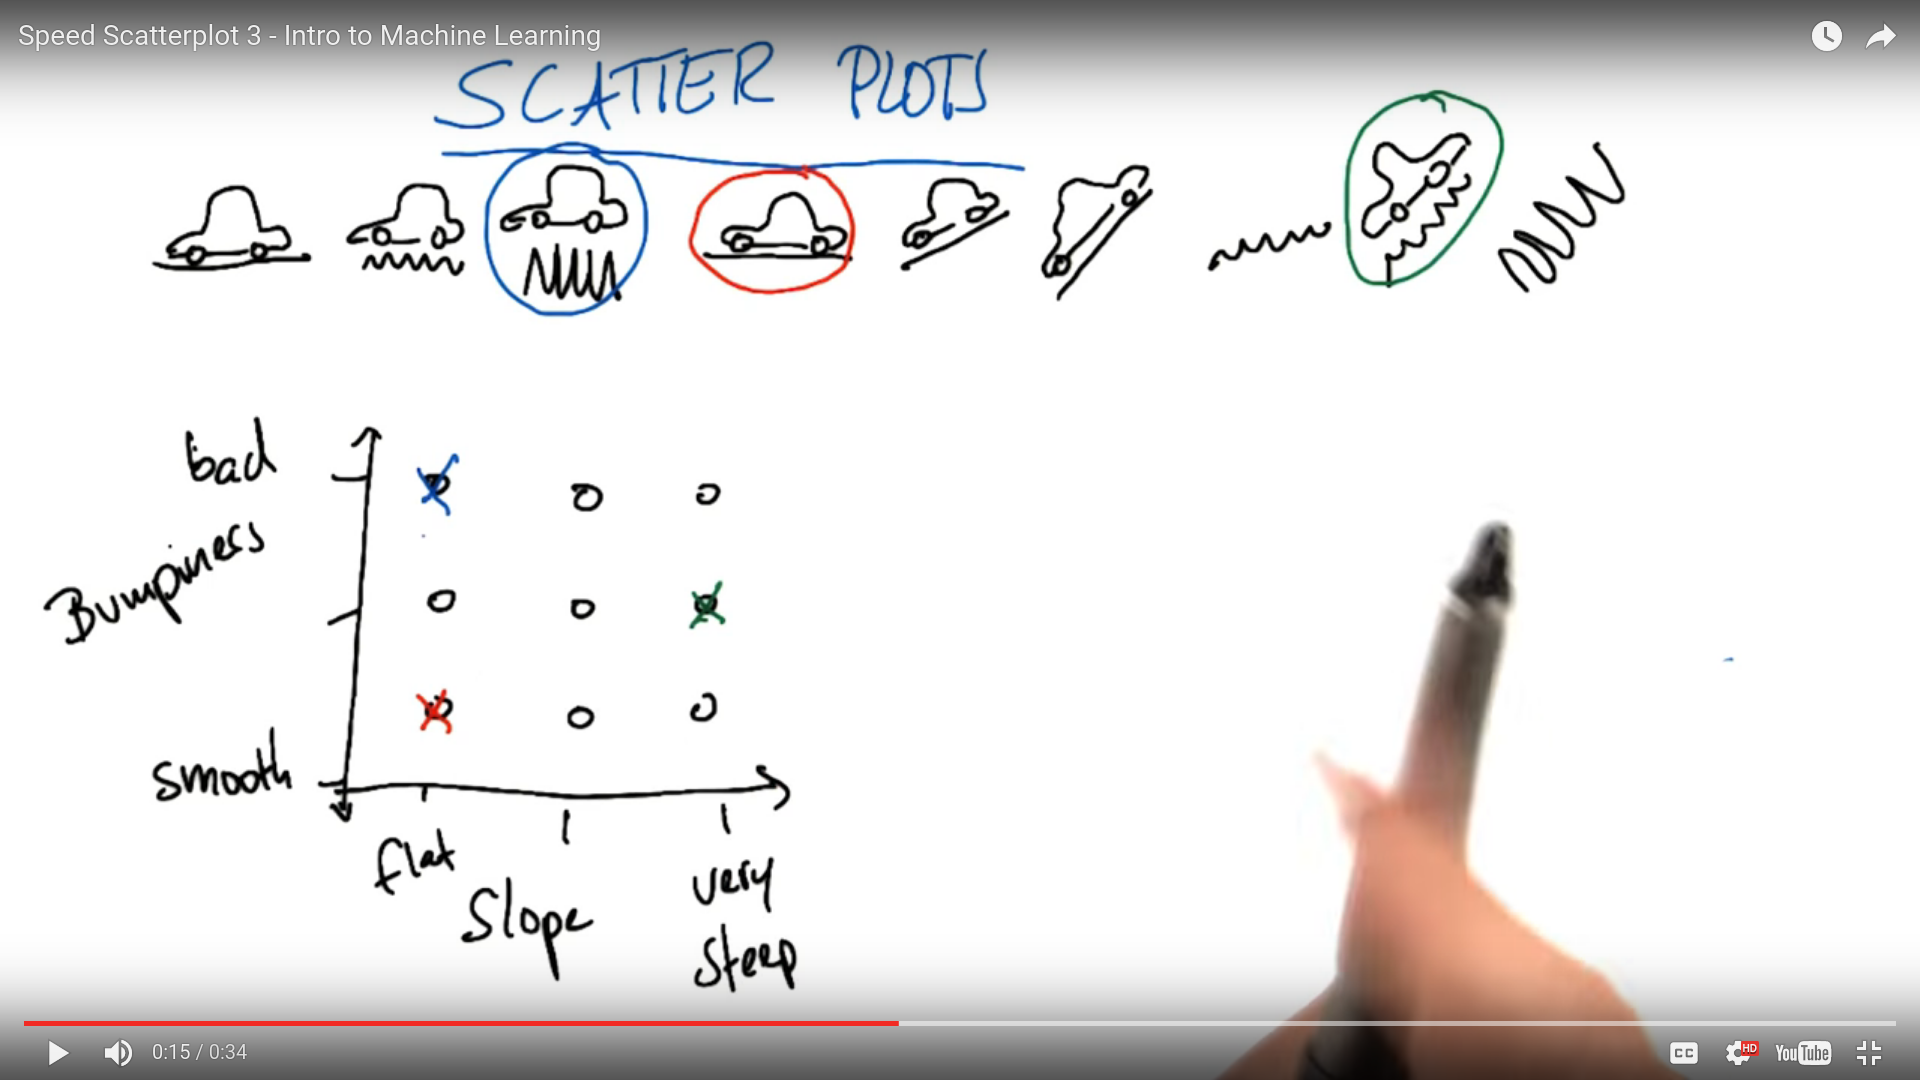 Speed Scatterplot 3 - Intro to Machine Learning
SCATTER PLOTS
bad
Bumpiness
smooth
flat
Slope
very
steep
0:15 / 0:34
CC
HD
YouTube